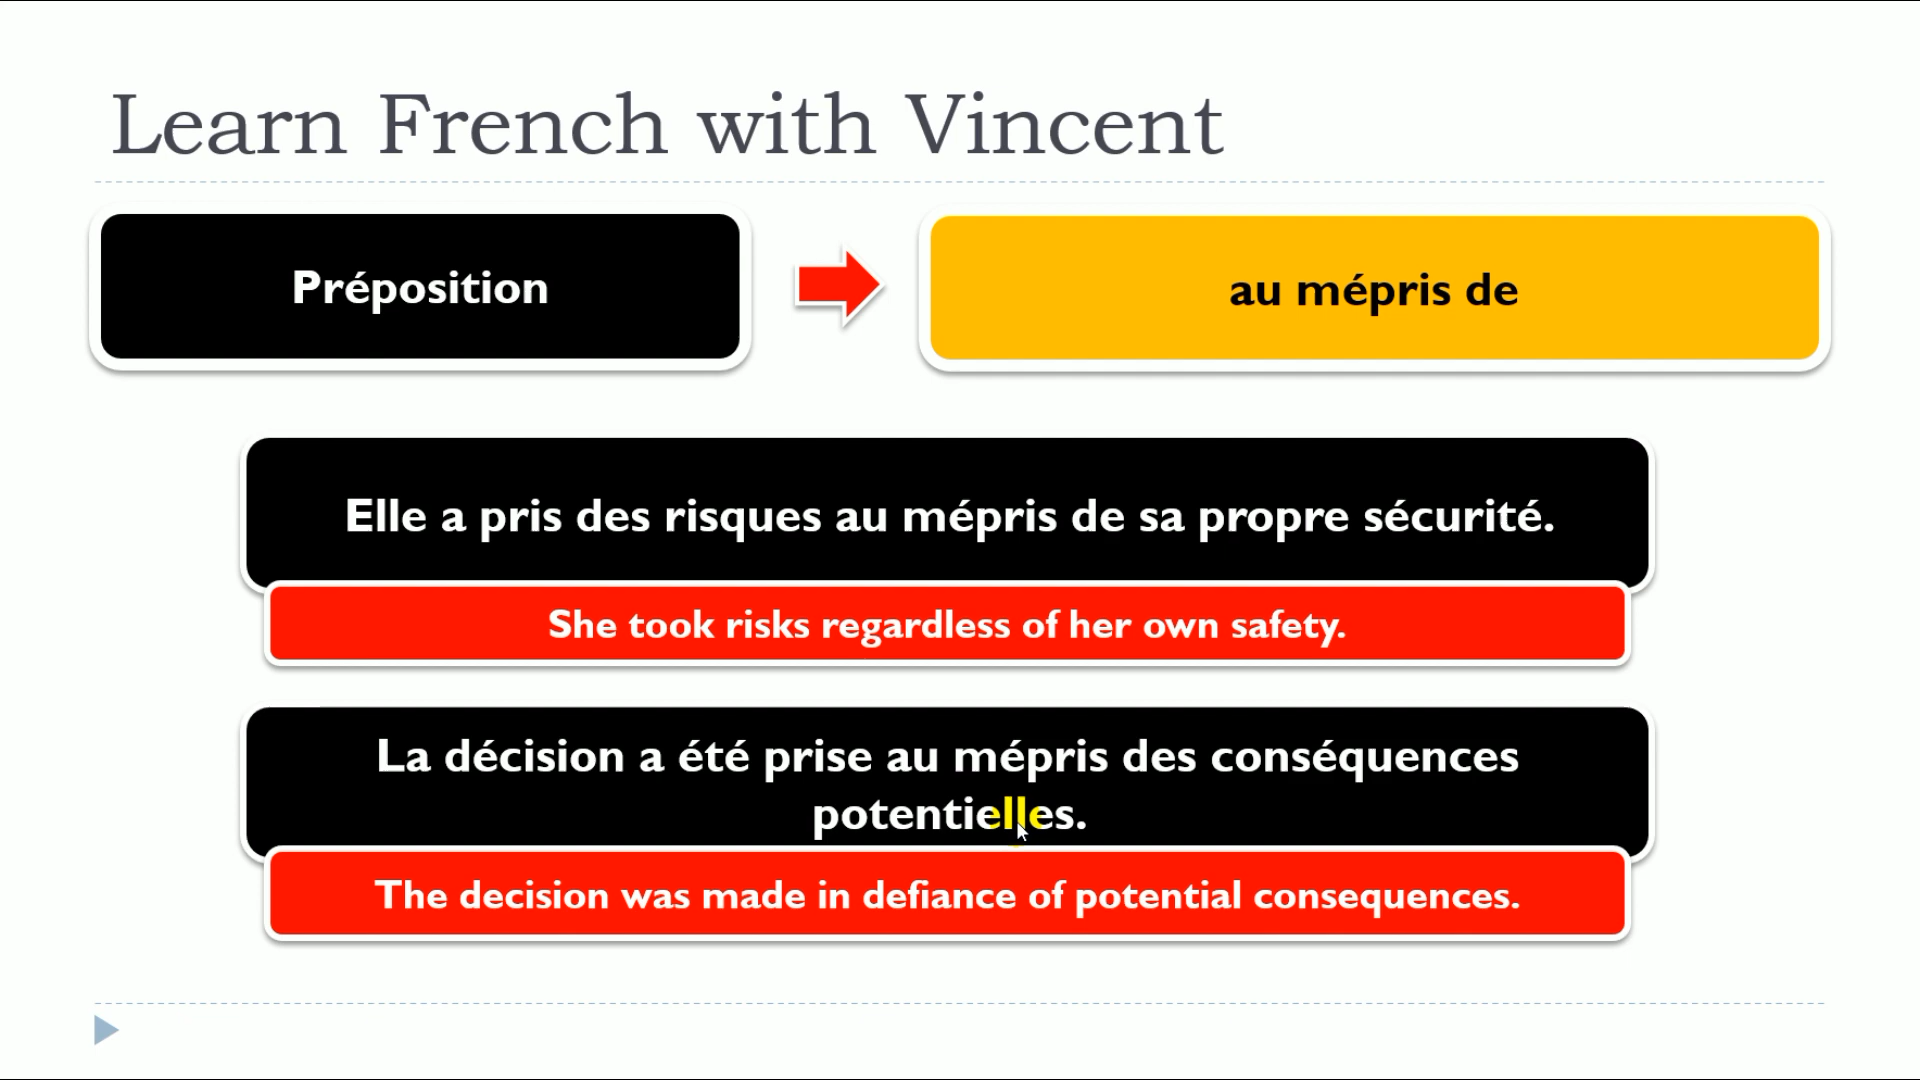 Learn French with Vincent
Préposition
au mépris de
Elle a pris des risques au mépris de sa propre sécurité.
She took risks regardless of her own safety.
La décision a été prise au mépris des conséquences
potentielles.
The decision was made in defiance of potential consequences.